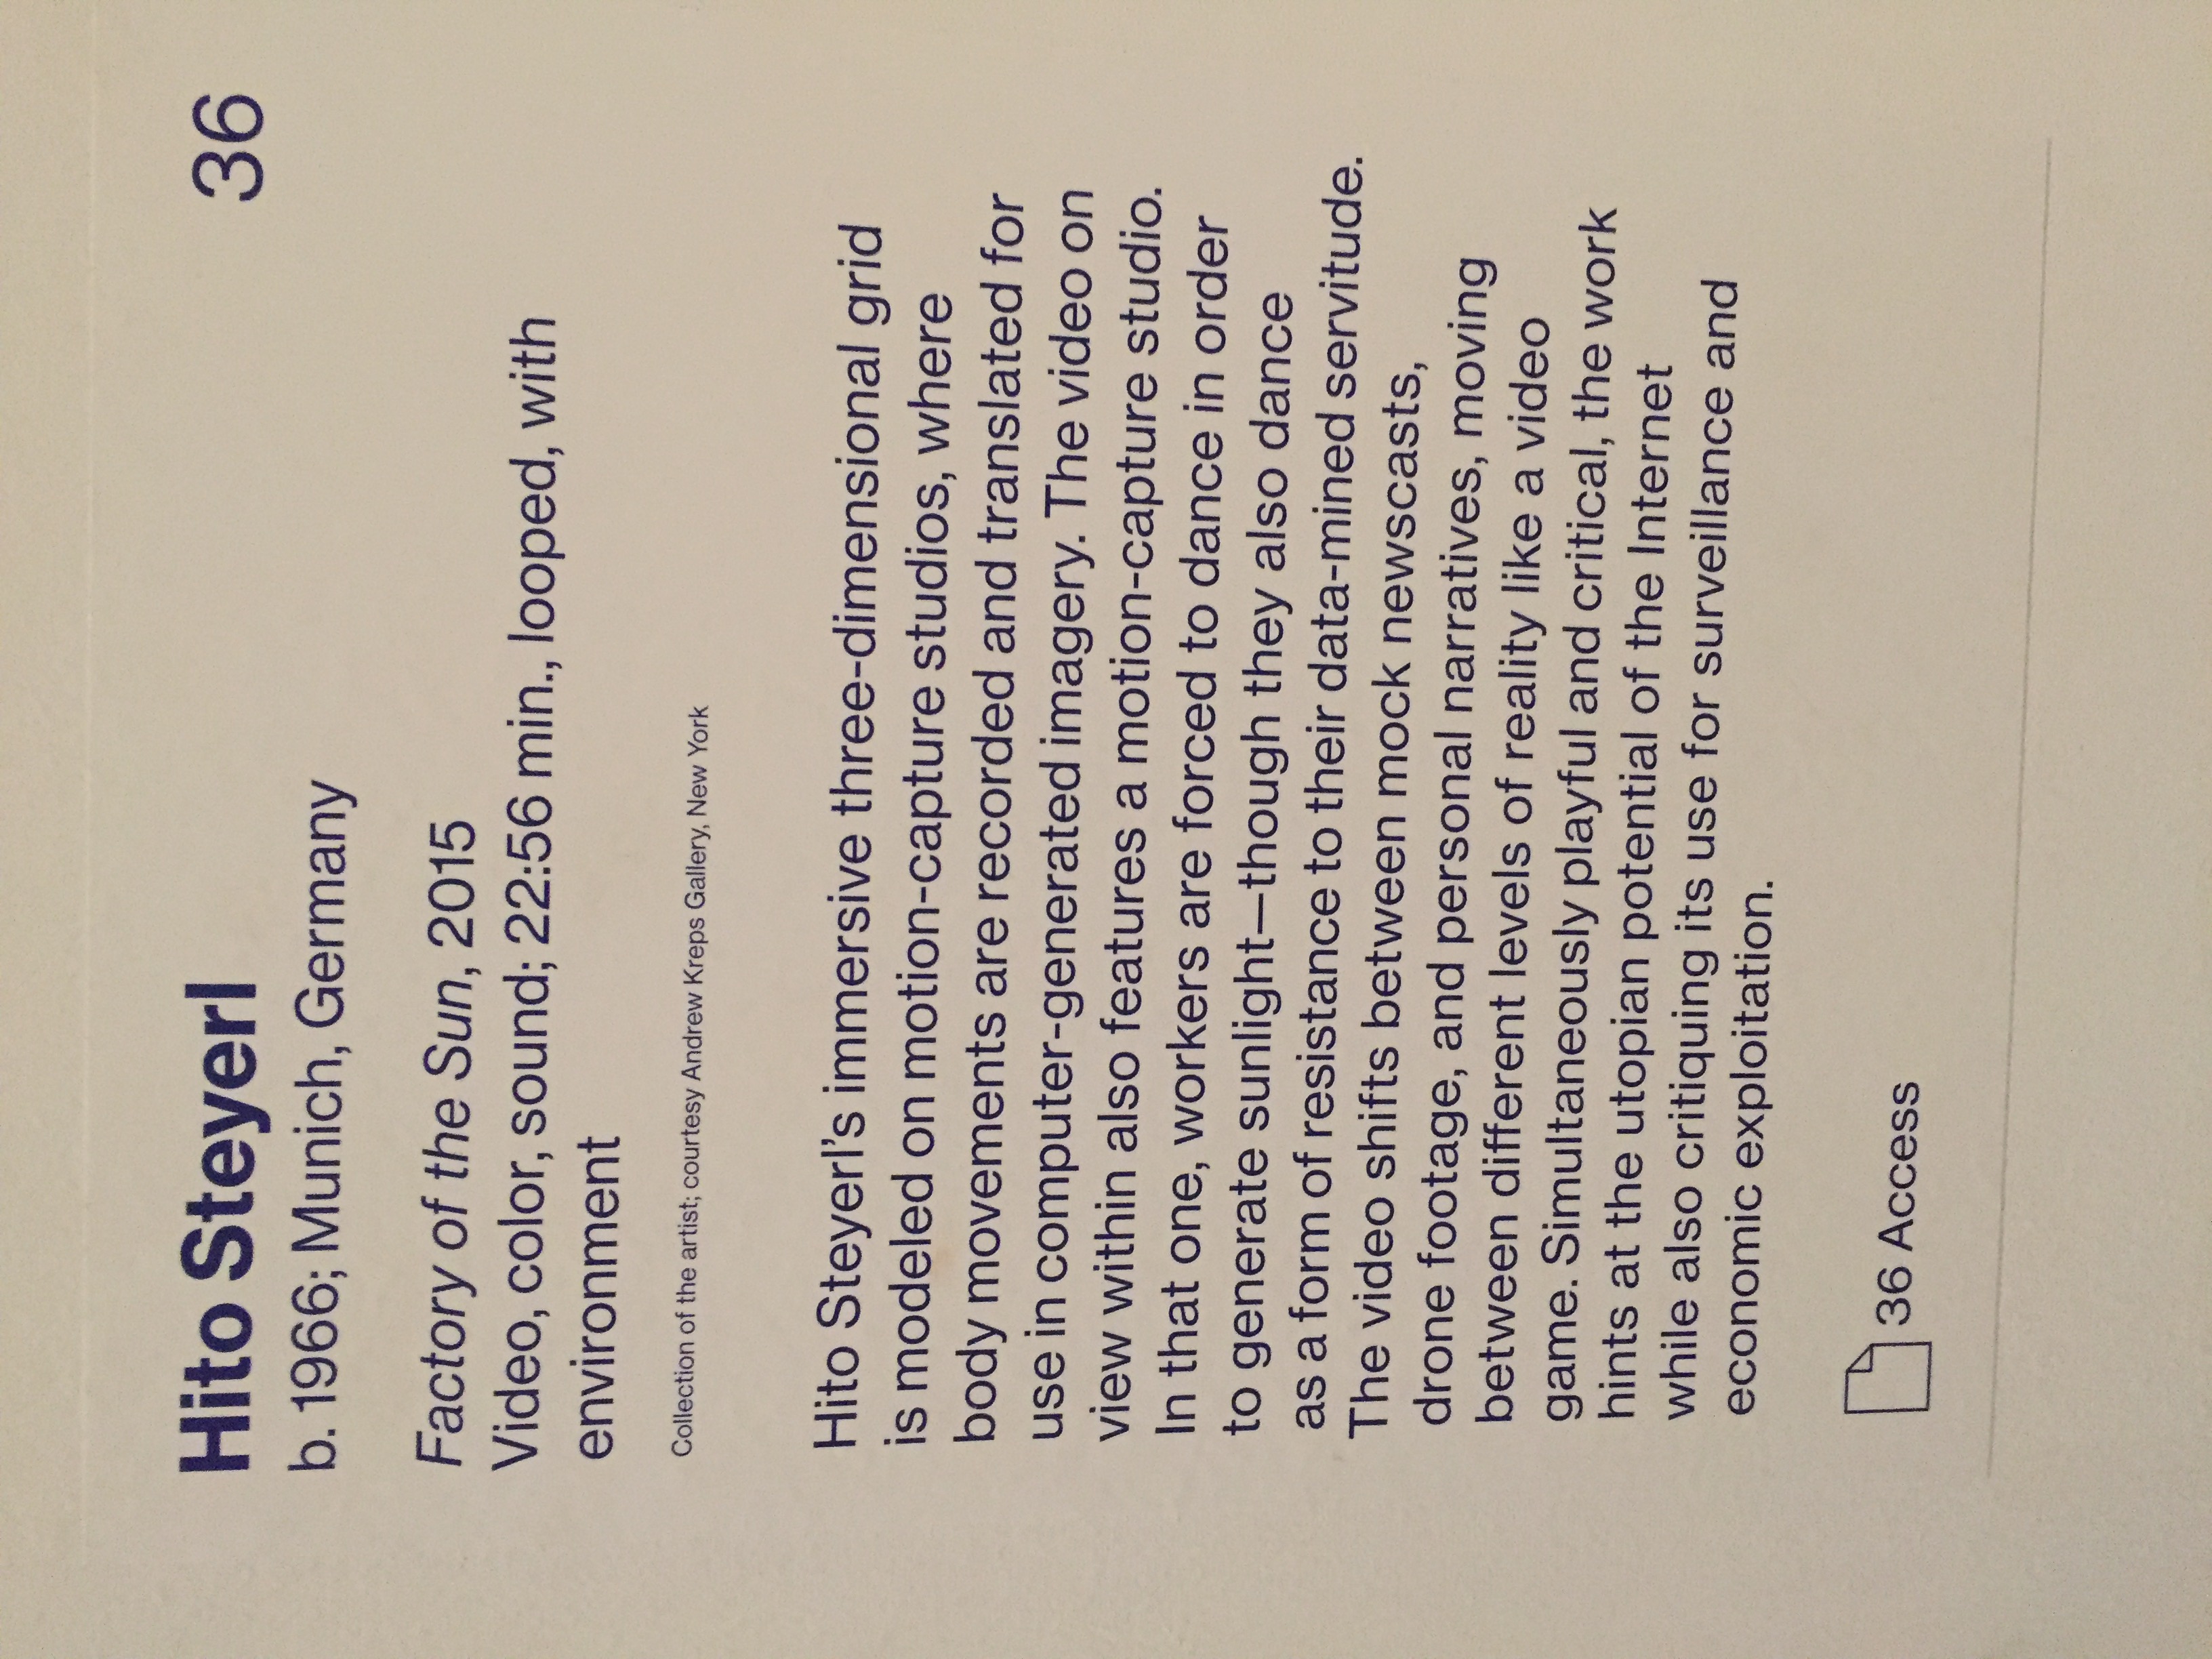 Hito Steyerl
36
b. 1966; Munich, Germany
Factory of the Sun, 2015
Video, color, sound; 22:56 min., looped, with
environment
Collection of the artist; courtesy Andrew Kreps Gallery, New York
Hito Steyerl’s immersive three-dimensional grid
is modeled on motion-capture studios, where
body movements are recorded and translated for
use in computer-generated imagery. The video on
view within also features a motion-capture studio.
In that one, workers are forced to dance in order
to generate sunlight—though they also dance
as a form of resistance to their data-mined servitude.
The video shifts between mock newscasts,
drone footage, and personal narratives, moving
between different levels of reality like a video
game. Simultaneously playful and critical, the work
hints at the utopian potential of the Internet
while also critiquing its use for surveillance and
economic exploitation.
36 Access